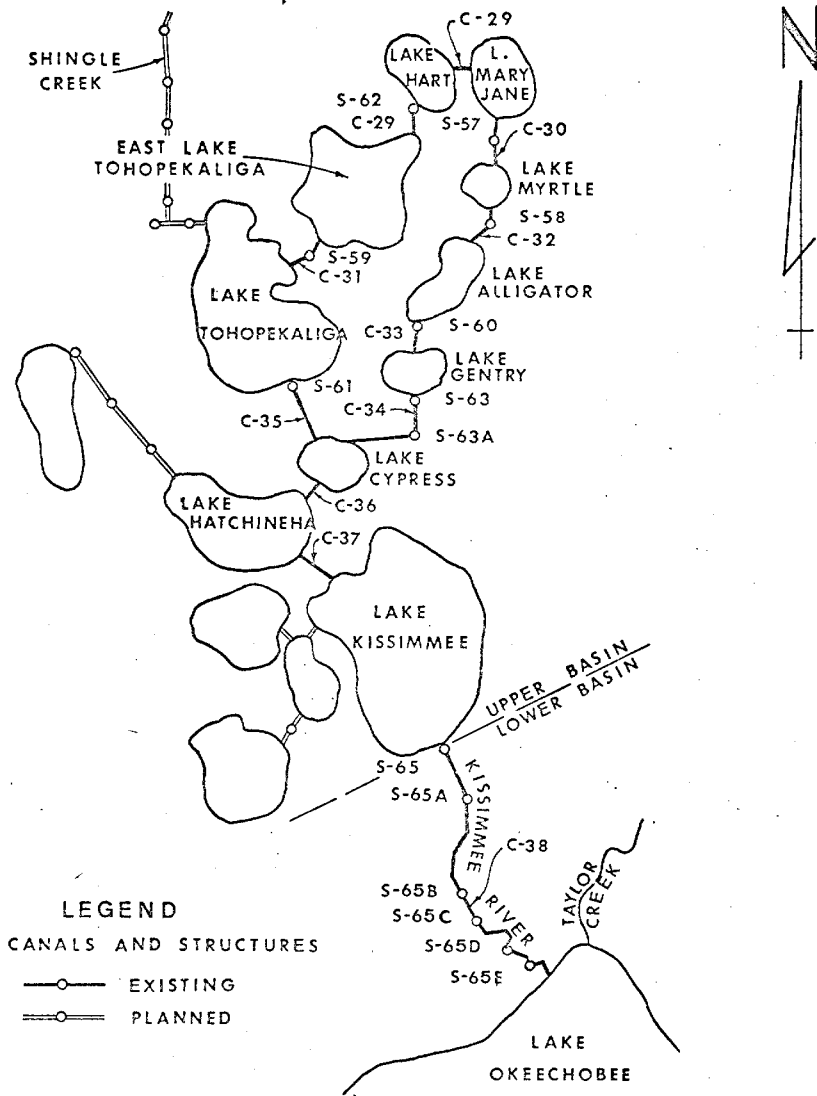 C-29
N
SHINGLE
CREEK
LAKE
HART
L.
MARY
JANE
S-62
C-29
S-57
C-30
EAST LAKE
TOHOPEKALIGA
LAKE
MYRTLE
S-58
C-32
S-59
C-31
LAKE
ALLIGATOR
LAKE
TOHOPEKALIGA
C-33
S-60
LAKE
GENTRY
S-61
S-63
C-35
C-34
S-63A
LAKE
CYPRESS
LAKE
HATCHINEHA
C-36
C-37
LAKE
KISSIMMEE
UPPER BASIN
LOWER BASIN
S-65
S-65A
KISSIMMEE
RIVER
C-38
S-65B
S-65C
S-65D
S-65E
TAYLOR
CREEK
LEGEND
CANALS AND STRUCTURES
EXISTING
PLANNED
LAKE
OKEECHOBEE